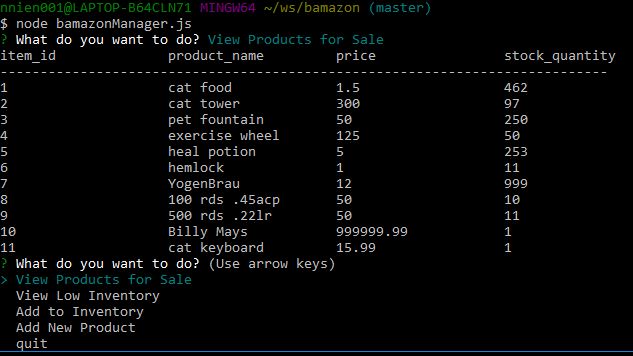 nnien001@LAPTOP-B64CLN71 MINGW64 ~/ws/bamazon (master)
$ node bamazonManager.js
? What do you want to do? View Products for Sale
item_id product_name price stock_quantity
----------------------------------------------------------------------------
1 cat food 1.5 462
2 cat tower 300 97
3 pet fountain 50 250
4 exercise wheel 125 50
5 heal potion 5 253
6 hemlock 1 11
7 YogenBrau 12 999
8 100 rds .45acp 50 10
9 500 rds .22lr 50 11
10 Billy Mays 999999.99 1
11 cat keyboard 15.99 1
? What do you want to do? (Use arrow keys)
> View Products for Sale
View Low Inventory
Add to Inventory
Add New Product
quit